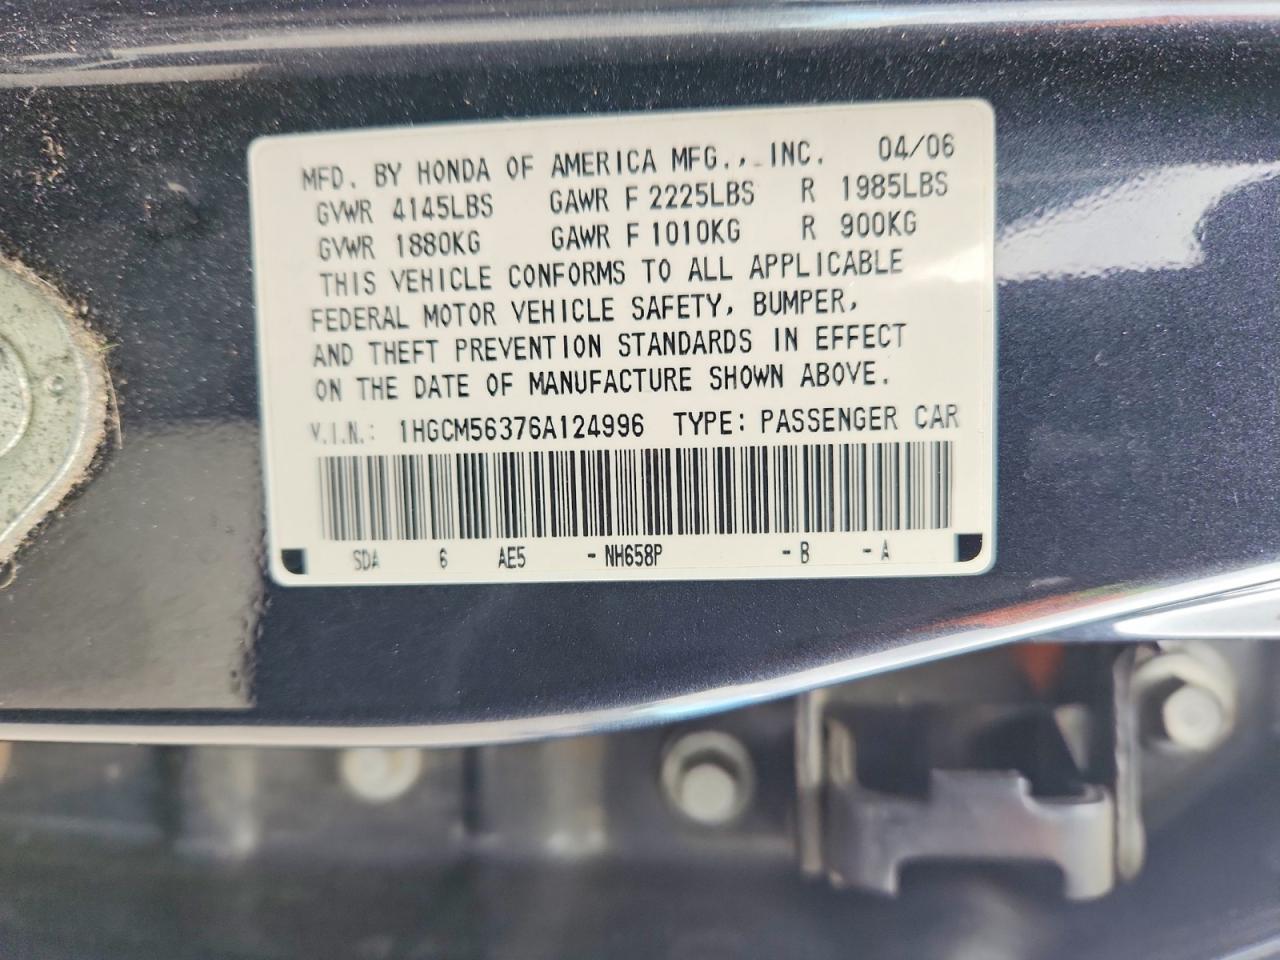 MFD. BY HONDA OF AMERICA MFG., INC. 04/06
GVWR 4145LBS GAWR F 2225LBS R 1985LBS
GVWR 1880KG GAWR F 1010KG R 900KG
THIS VEHICLE CONFORMS TO ALL APPLICABLE
FEDERAL MOTOR VEHICLE SAFETY, BUMPER,
AND THEFT PREVENTION STANDARDS IN EFFECT
ON THE DATE OF MANUFACTURE SHOWN ABOVE.
V.I.N.: 1HGCM56376A124996 TYPE: PASSENGER CAR
SDA 6 AE5 -NH658P -B -A